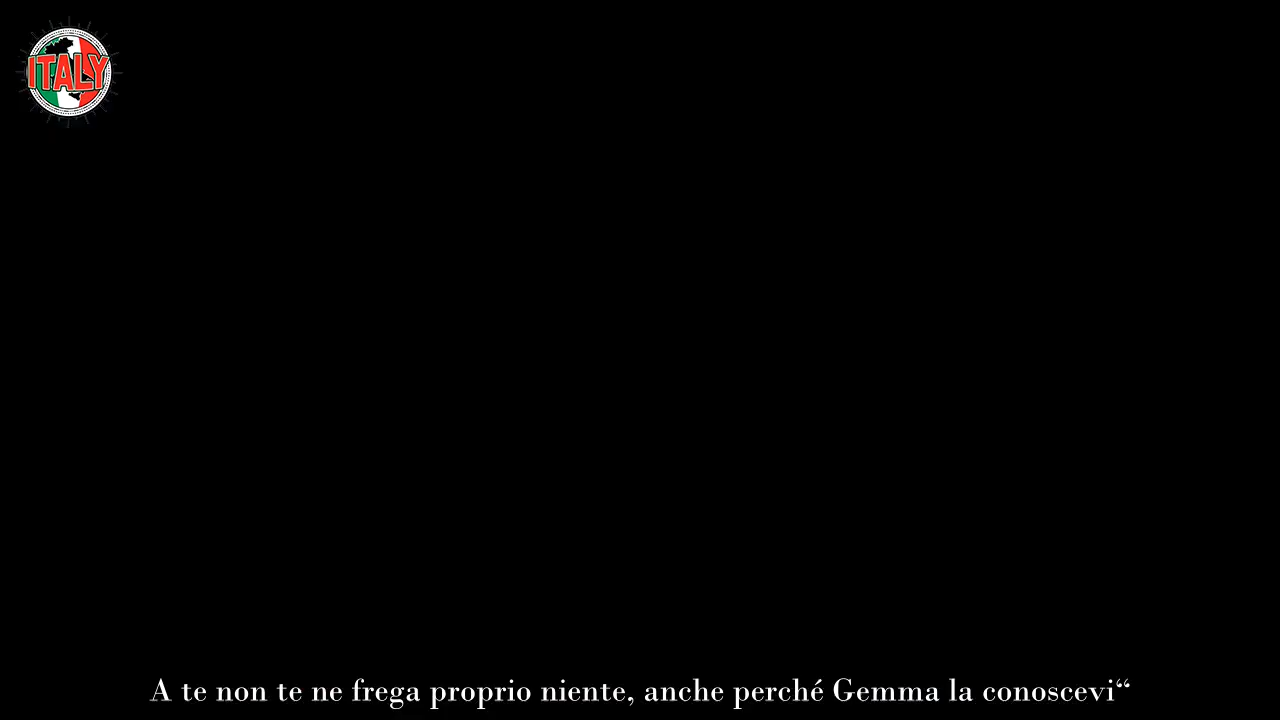 ITALY
A te non te ne frega proprio niente, anche perché Gemma la conoscevi“